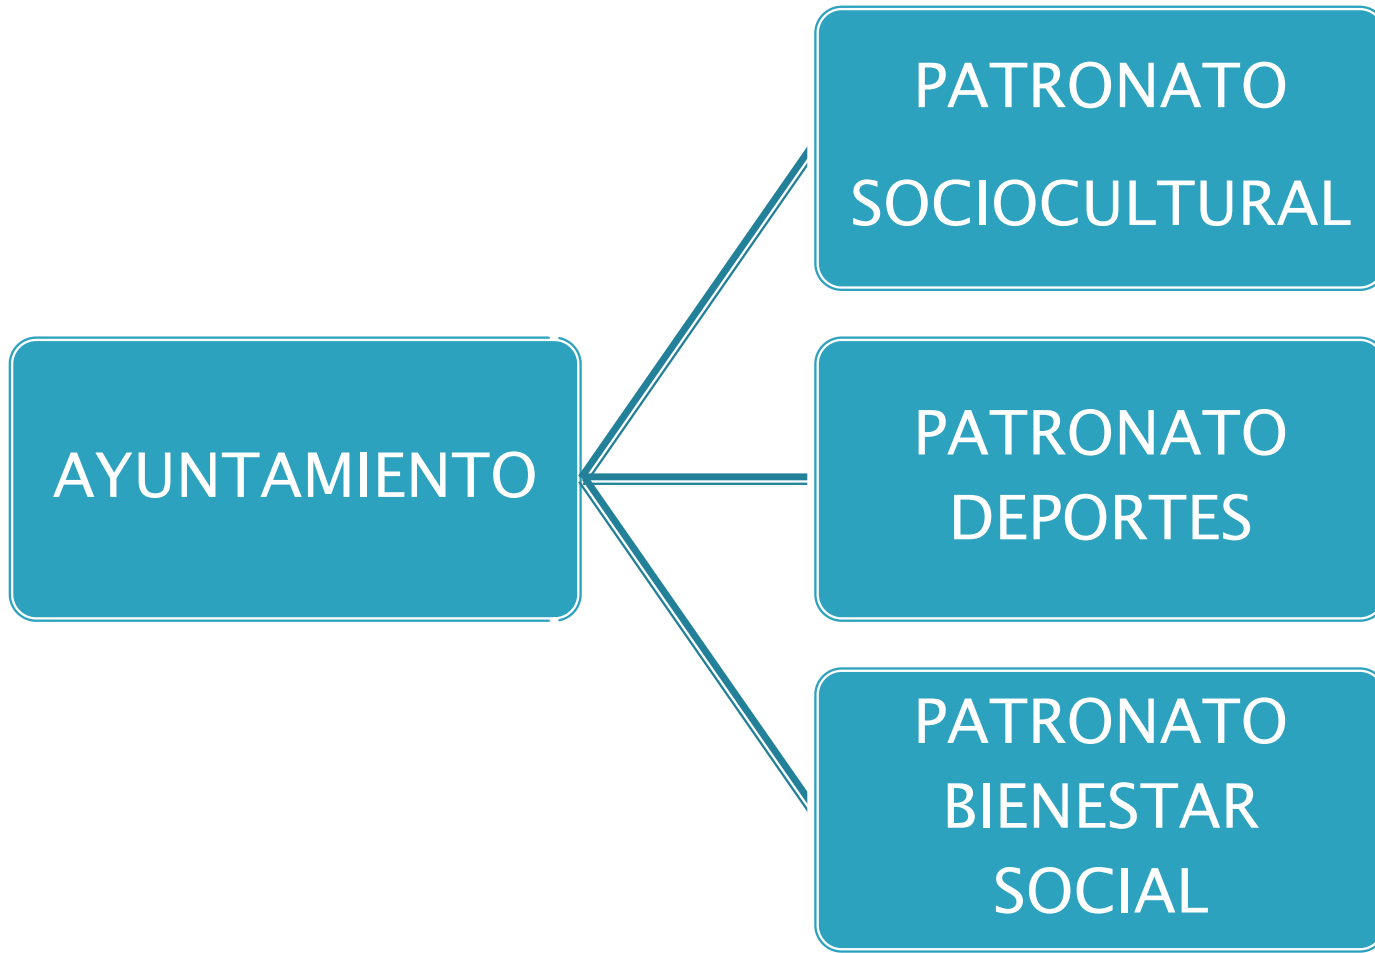 PATRONATO
SOCIOCULTURAL
AYUNTAMIENTO
PATRONATO
DEPORTES
PATRONATO
BIENESTAR
SOCIAL